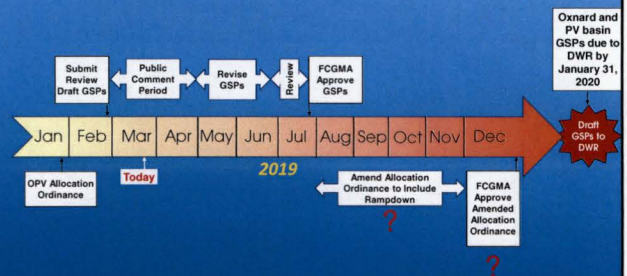 Oxnard and
PV basin
GSPs due to
DWR by
January 31,
2020
Submit
Review
Draft GSPs
Public
Comment
Period
Revise
GSPs
Review
FCGMA
Approve
GSPs
Jan Feb Mar Apr May Jun Jul Aug Sep Oct Nov Dec
Draft
GSPs to
DWR
OPV Allocation
Ordinance
Today
2019
Amend Allocation
Ordinance to Include
Rampdown
?
FCGMA
Approve
Amended
Allocation
Ordinance
?